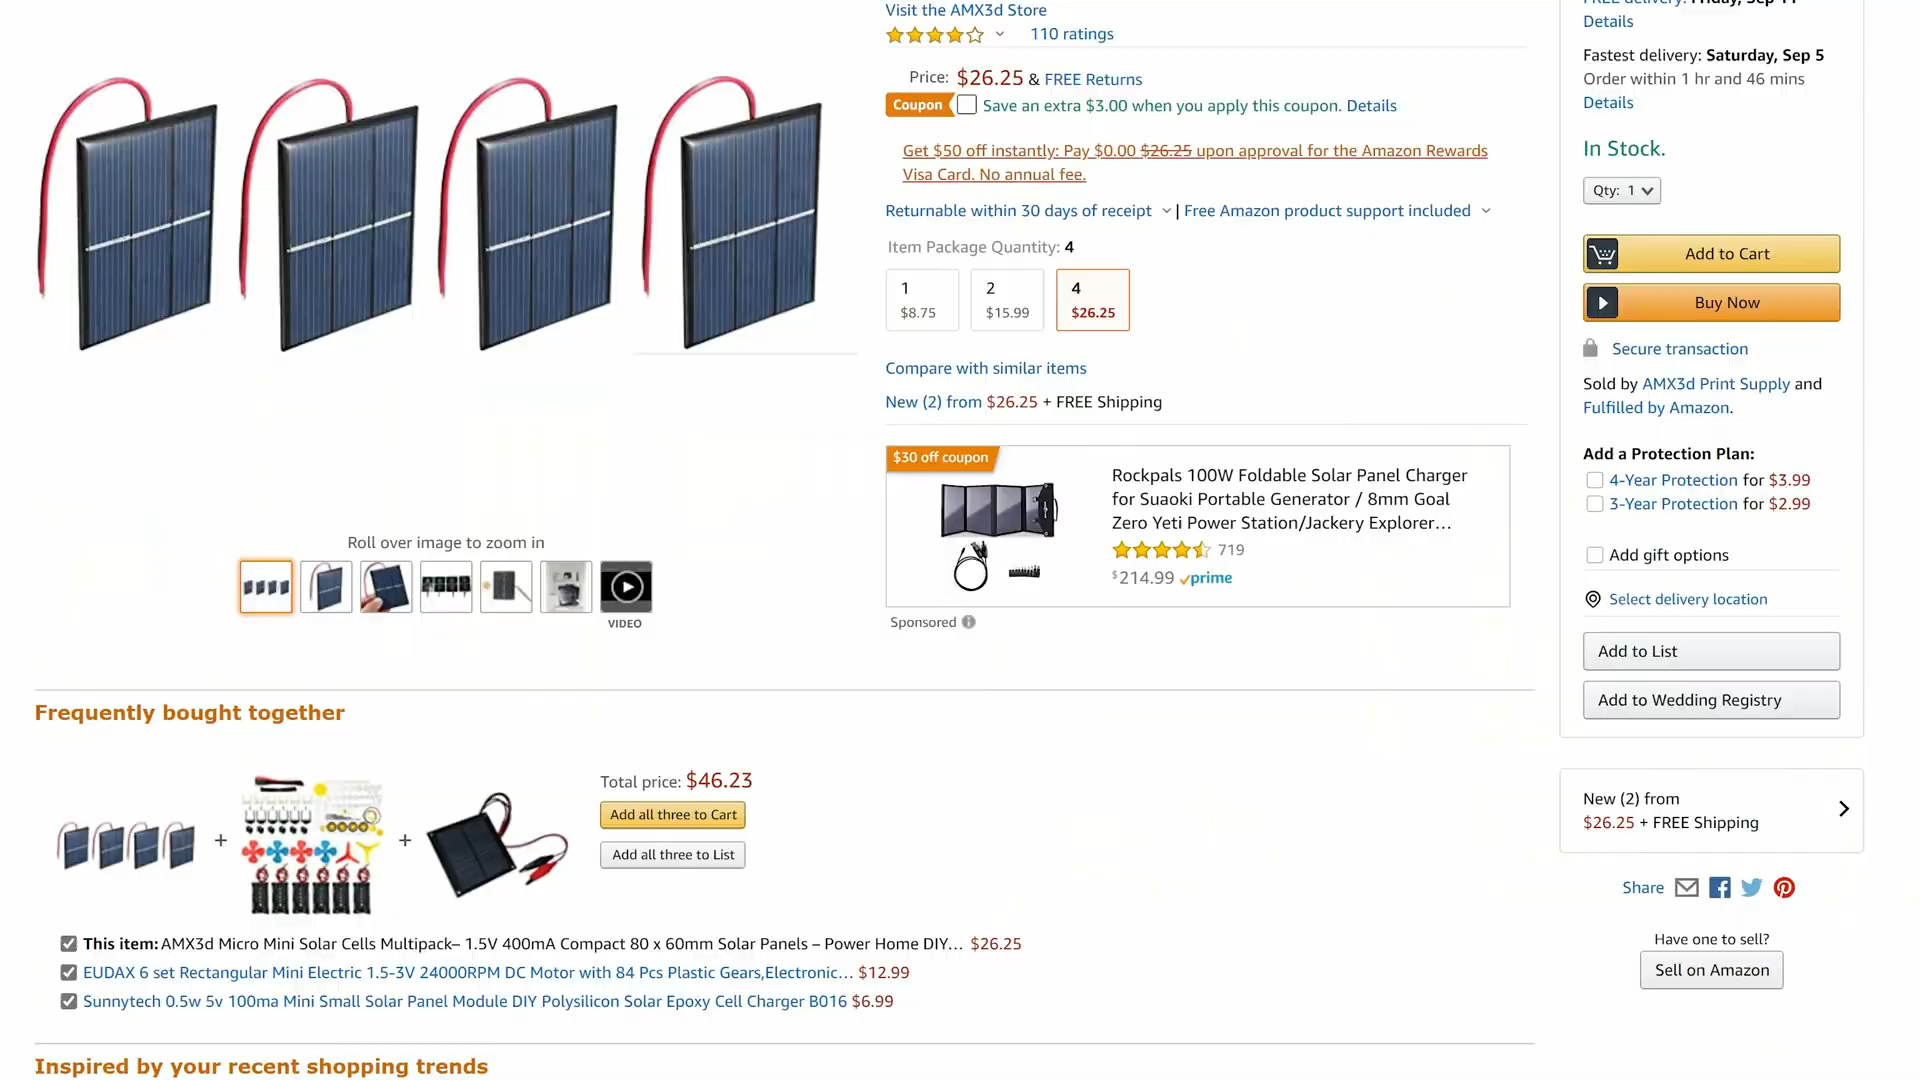 Visit the AMX3d Store
110 ratings
Price: $26.25 & FREE Returns
Coupon Save an extra $3.00 when you apply this coupon. Details
Get $50 off instantly: Pay $0.00 $26.25 upon approval for the Amazon Rewards
Visa Card. No annual fee.
Returnable within 30 days of receipt | Free Amazon product support included
Item Package Quantity: 4
1
$8.75
2
$15.99
4
$26.25
Compare with similar items
New (2) from $26.25 + FREE Shipping
$30 off coupon
Rockpals 100W Foldable Solar Panel Charger
for Suaoki Portable Generator / 8mm Goal
Zero Yeti Power Station/Jackery Explorer…
719
$214.99 prime
Sponsored
Roll over image to zoom in
VIDEO
FREE delivery: Friday, Sep 11
Details
Fastest delivery: Saturday, Sep 5
Order within 1 hr and 46 mins
Details
In Stock.
Qty: 1
Add to Cart
Buy Now
Secure transaction
Sold by AMX3d Print Supply and
Fulfilled by Amazon.
Add a Protection Plan:
4-Year Protection for $3.99
3-Year Protection for $2.99
Add gift options
Select delivery location
Add to List
Add to Wedding Registry
New (2) from
$26.25 + FREE Shipping
Share
Have one to sell?
Sell on Amazon
Frequently bought together
Total price: $46.23
Add all three to Cart
Add all three to List
This item: AMX3d Micro Mini Solar Cells Multipack– 1.5V 400mA Compact 80 x 60mm Solar Panels – Power Home DIY… $26.25
EUDAX 6 set Rectangular Mini Electric 1.5-3V 24000RPM DC Motor with 84 Pcs Plastic Gears,Electronic… $12.99
Sunnytech 0.5w 5v 100ma Mini Small Solar Panel Module DIY Polysilicon Solar Epoxy Cell Charger B016 $6.99
Inspired by your recent shopping trends